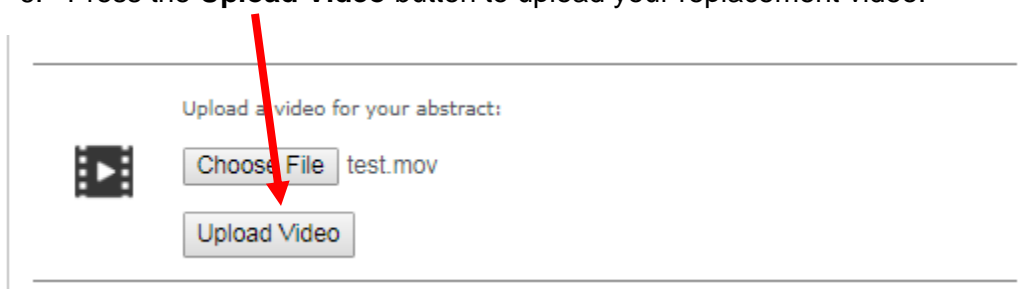 Press the Upload Video button to upload your replacement video.
Upload a video for your abstract:
Choose File test.mov
Upload Video